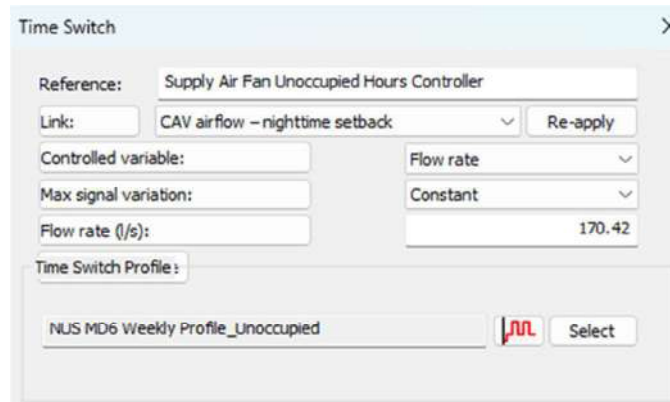 Time Switch
Reference: Supply Air Fan Unoccupied Hours Controller
Link: CAV airflow – nighttime setback Re-apply
Controlled variable: Flow rate
Max signal variation: Constant
Flow rate (l/s): 170.42
Time Switch Profile:
NUS MD6 Weekly Profile_Unoccupied Select